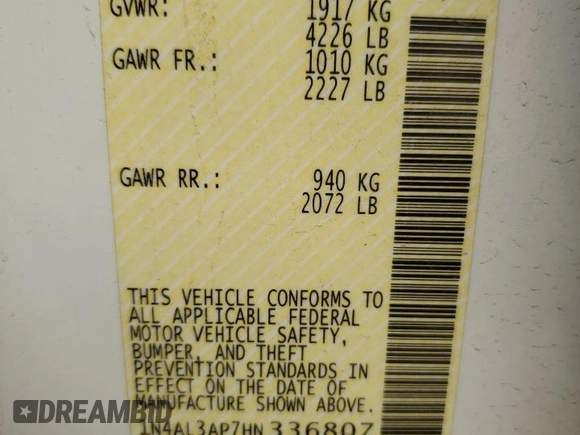 GVWR: 1917 KG
4226 LB
GAWR FR.: 1010 KG
2227 LB
GAWR RR.: 940 KG
2072 LB
THIS VEHICLE CONFORMS TO
ALL APPLICABLE FEDERAL
MOTOR VEHICLE SAFETY,
BUMPER, AND THEFT
PREVENTION STANDARDS IN
EFFECT ON THE DATE OF
MANUFACTURE SHOWN ABOVE.
1N4AL3AP7HN336807
DREAMBID